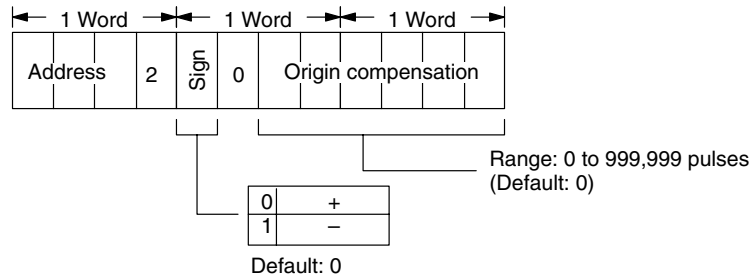 1 Word 1 Word 1 Word
Address 2 Sign 0 Origin compensation
Range: 0 to 999,999 pulses
(Default: 0)
0 +
1 –
Default: 0